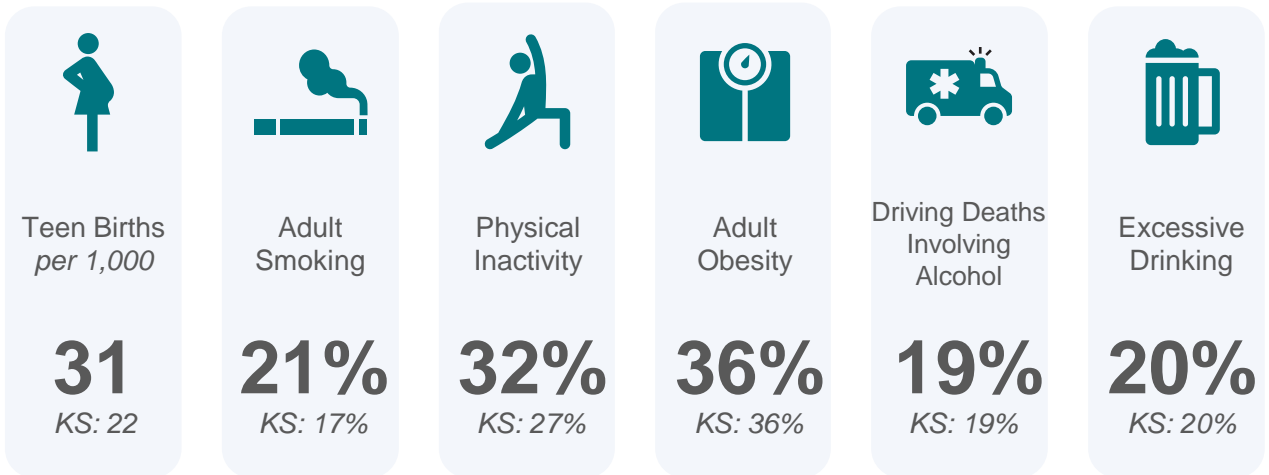 Teen Births
per 1,000
31
KS: 22
Adult
Smoking
21%
KS: 17%
Physical
Inactivity
32%
KS: 27%
Adult
Obesity
36%
KS: 36%
Driving Deaths
Involving
Alcohol
19%
KS: 19%
Excessive
Drinking
20%
KS: 20%